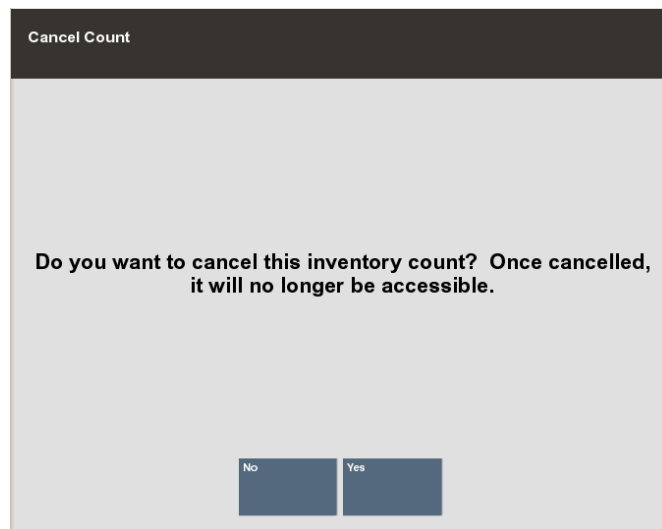 Cancel Count
Do you want to cancel this inventory count?  Once cancelled,
it will no longer be accessible.
No Yes